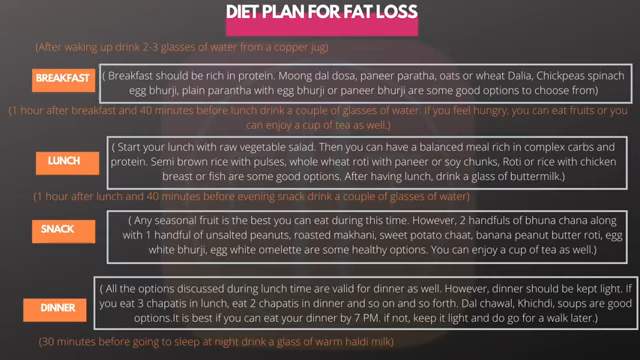 DIET PLAN FOR FAT LOSS
(After waking up drink 2-3 glasses of water from a copper jug)
BREAKFAST
( Breakfast should be rich in protein. Moong dal dosa, paneer paratha, oats or wheat Dalia, Chickpeas spinach
egg bhurji, plain parantha with egg bhurji or paneer bhurji are some good options to choose from)
(1 hour after breakfast and 40 minutes before lunch drink a couple of glasses of water. If you feel hungry, you can eat fruits or you
can enjoy a cup of tea as well.)
LUNCH
( Start your lunch with raw vegetable salad. Then you can have a balanced meal rich in complex carbs and
protein. Semi brown rice with pulses, whole wheat roti with paneer or soy chunks, Roti or rice with chicken
breast or fish are some good options. After having lunch, drink a glass of buttermilk.)
(1 hour after lunch and 40 minutes before evening snack drink a couple of glasses of water)
SNACK
( Any seasonal fruit is the best you can eat during this time. However, 2 handfuls of bhuna chana along
with 1 handful of unsalted peanuts, roasted makhani, sweet potato chaat, banana peanut butter roti, egg
white bhurji, egg white omelette are some healthy options. You can enjoy a cup of tea as well.)
DINNER
( All the options discussed during lunch time are valid for dinner as well. However, dinner should be kept light. If
you eat 3 chapatis in lunch, eat 2 chapatis in dinner and so on and so forth. Dal chawal, Khichdi, soups are good
options.It is best if you can eat your dinner by 7 PM. if not, keep it light and do go for a walk later.)
(30 minutes before going to sleep at night drink a glass of warm haldi milk)